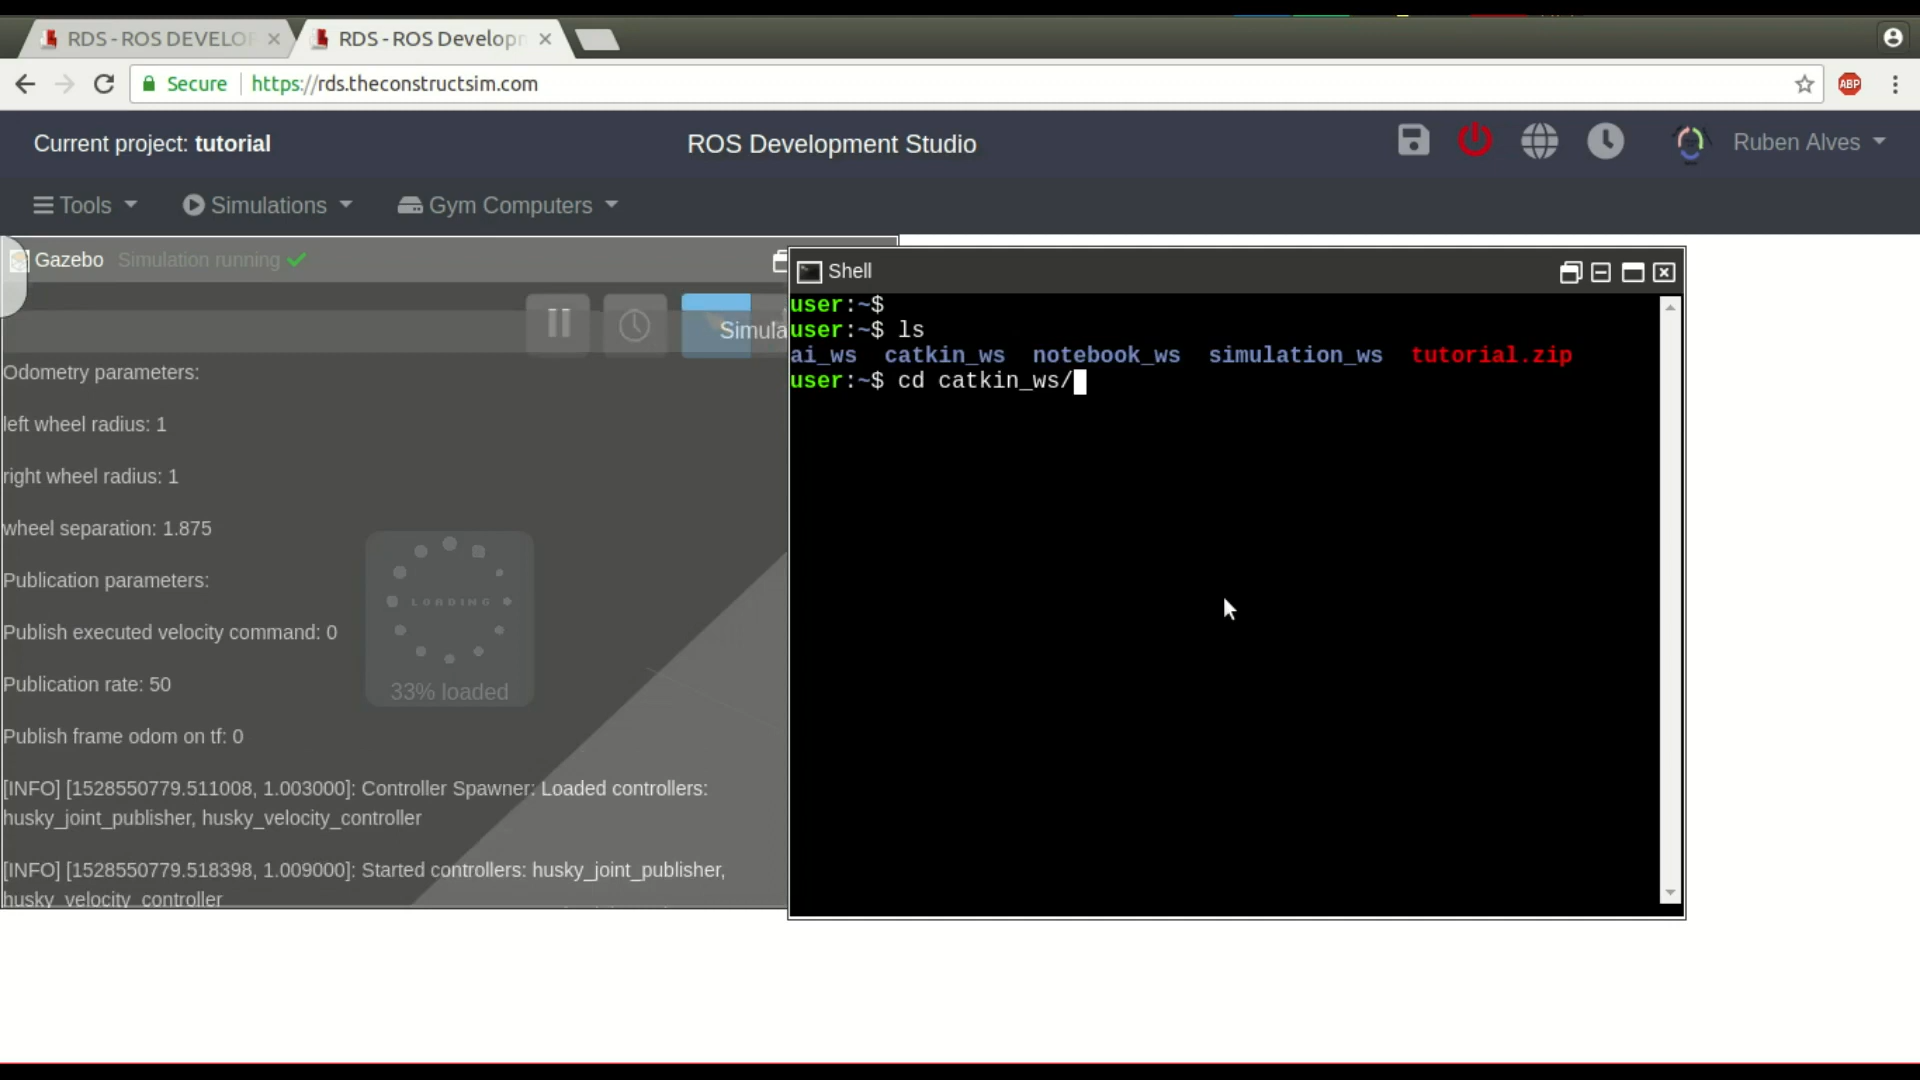 RDS - ROS DEVELOP
RDS - ROS Developm
Secure
https://rds.theconstructsim.com
ABP
Current project: tutorial
ROS Development Studio
Ruben Alves
Tools
Simulations
Gym Computers
Gazebo Simulation running
Simula
Odometry parameters:
left wheel radius: 1
right wheel radius: 1
wheel separation: 1.875
Publication parameters:
Publish executed velocity command: 0
Publication rate: 50
Publish frame odom on tf: 0
[INFO] [1528550779.511008, 1.003000]: Controller Spawner: Loaded controllers:
husky_joint_publisher, husky_velocity_controller
[INFO] [1528550779.518398, 1.009000]: Started controllers: husky_joint_publisher,
husky_velocity_controller
LOADING
33% loaded
Shell
user:~$
user:~$ ls
ai_ws catkin_ws notebook_ws simulation_ws tutorial.zip
user:~$ cd catkin_ws/